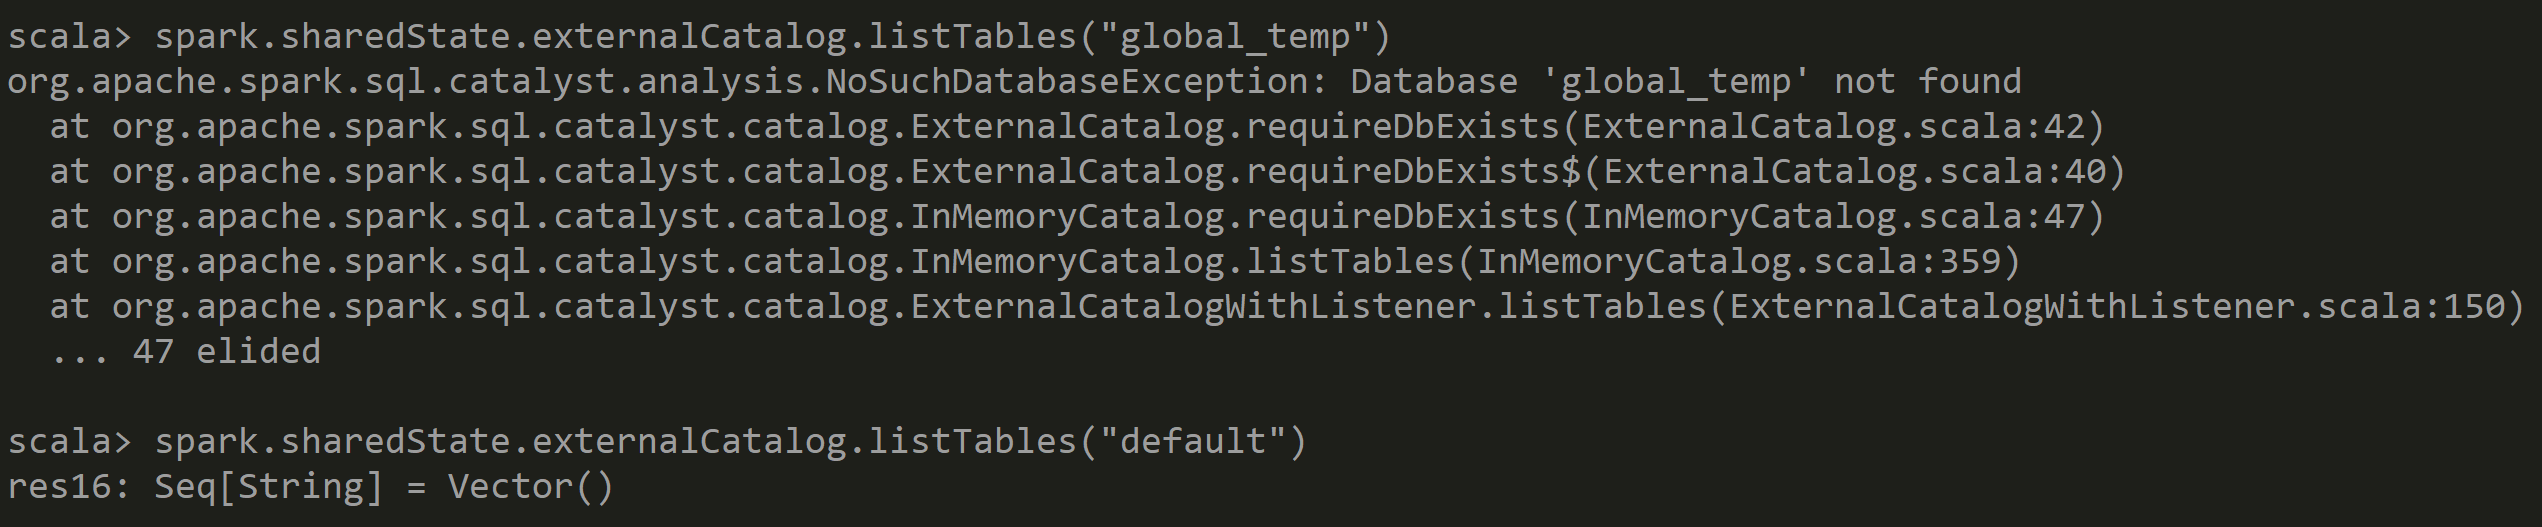 scala> spark.sharedState.externalCatalog.listTables("global_temp")
org.apache.spark.sql.catalyst.analysis.NoSuchDatabaseException: Database 'global_temp' not found
  at org.apache.spark.sql.catalyst.catalog.ExternalCatalog.requireDbExists(ExternalCatalog.scala:42)
  at org.apache.spark.sql.catalyst.catalog.ExternalCatalog.requireDbExists$(ExternalCatalog.scala:40)
  at org.apache.spark.sql.catalyst.catalog.InMemoryCatalog.requireDbExists(InMemoryCatalog.scala:47)
  at org.apache.spark.sql.catalyst.catalog.InMemoryCatalog.listTables(InMemoryCatalog.scala:359)
  at org.apache.spark.sql.catalyst.catalog.ExternalCatalogWithListener.listTables(ExternalCatalogWithListener.scala:150)
  ... 47 elided
scala> spark.sharedState.externalCatalog.listTables("default")
res16: Seq[String] = Vector()